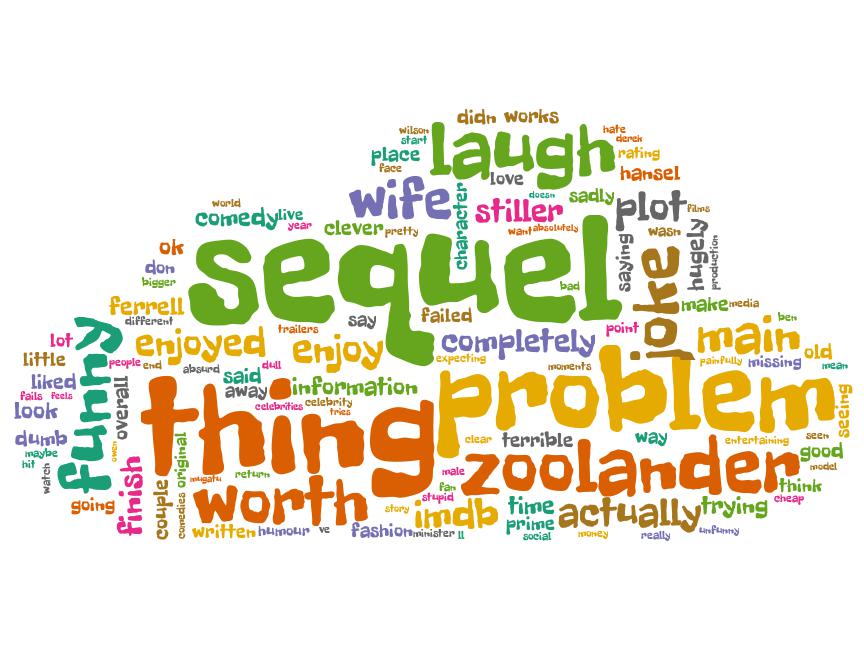 didn works
wilson
start
laugh
hate
derek
place
face
rating
hansel
love
wife
character
stiller
doesn
sadly
plot
films
world
comedy
live
year
clever
pretty
want
absolutely
saying
wasn
hugely
production
ok
don
bigger
sequel
bad
joke
ferrell
different
say
failed
make
media
ben
lot
little
funny
enjoyed
trailers
enjoy
completely
expecting
point
main
old
people
end
absurd
dull
moments
painfully
missing
mean
liked
fails
feels
look
overall
said
away
information
celebrities
celebrity
tries
thing
problem
seeing
dumb
maybe
hit
watch
owen
original
clear
terrible
way
entertaining
seen
good
model
going
finish
couple
comedies
mugatu
return
worth
male
zoolander
fan
stupid
think
cheap
story
imdb
time
prime
social
actually
trying
written
humour
ve
fashion
minister
ll
money
really
unfunny